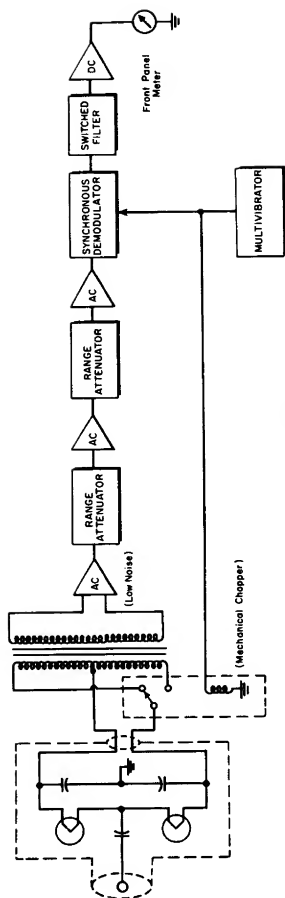 AC
(Low Noise)
RANGE
ATTENUATOR
AC
RANGE
ATTENUATOR
AC
SYNCHRONOUS
DEMODULATOR
SWITCHED
FILTER
DC
Front Panel
Meter
(Mechanical Chopper)
MULTIVIBRATOR